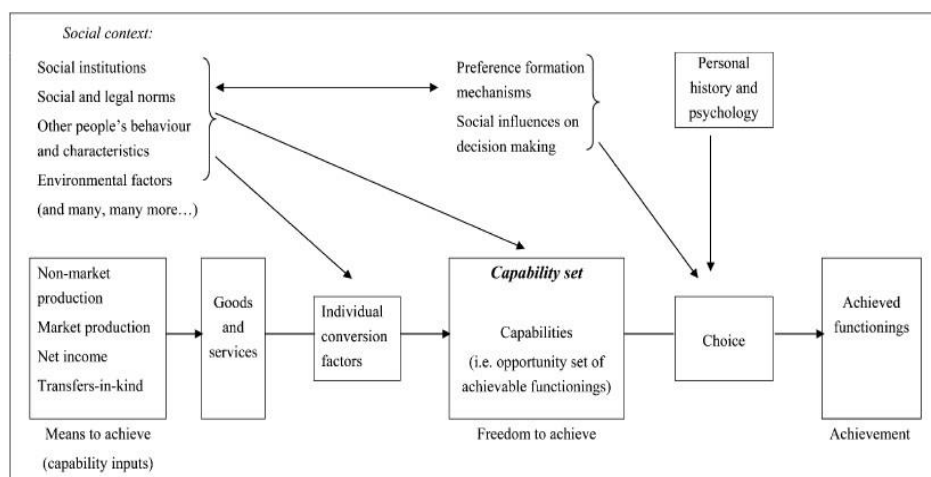 Social context:
Social institutions
Social and legal norms
Other people's behaviour
and characteristics
Environmental factors
(and many, many more…)
Preference formation
mechanisms
Social influences on
decision making
Personal
history and
psychology
Non-market
production
Market production
Net income
Transfers-in-kind
Means to achieve
(capability inputs)
Goods
and
services
Individual
conversion
factors
Capability set
Capabilities
(i.e. opportunity set of
achievable functionings)
Freedom to achieve
Choice
Achieved
functionings
Achievement